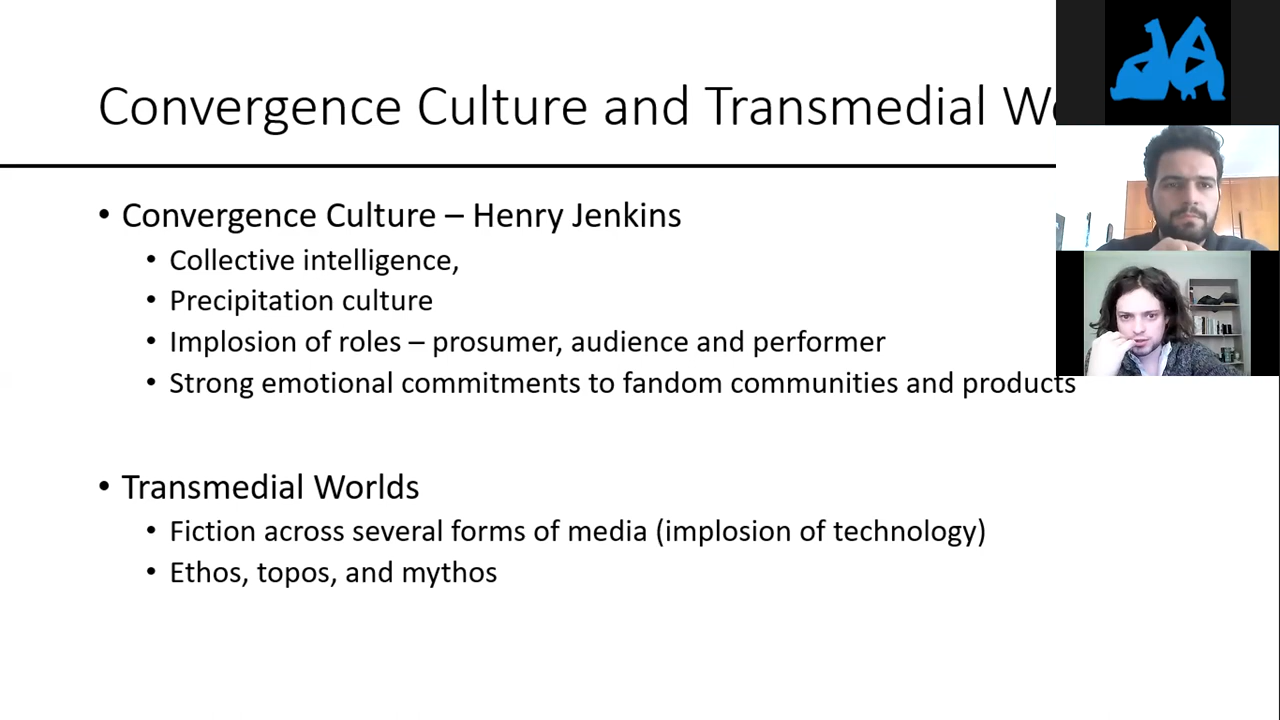 Convergence Culture and Transmedial
• Convergence Culture – Henry Jenkins
• Collective intelligence,
• Precipitation culture
• Implosion of roles – prosumer, audience and performer
• Strong emotional commitments to fandom communities and products
• Transmedial Worlds
• Fiction across several forms of media (implosion of technology)
• Ethos, topos, and mythos